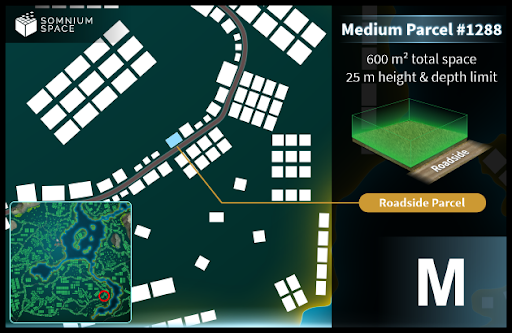 SOMNIUM
SPACE
Medium Parcel #1288
600 m² total space
25 m height & depth limit
Roadside
Roadside Parcel
M